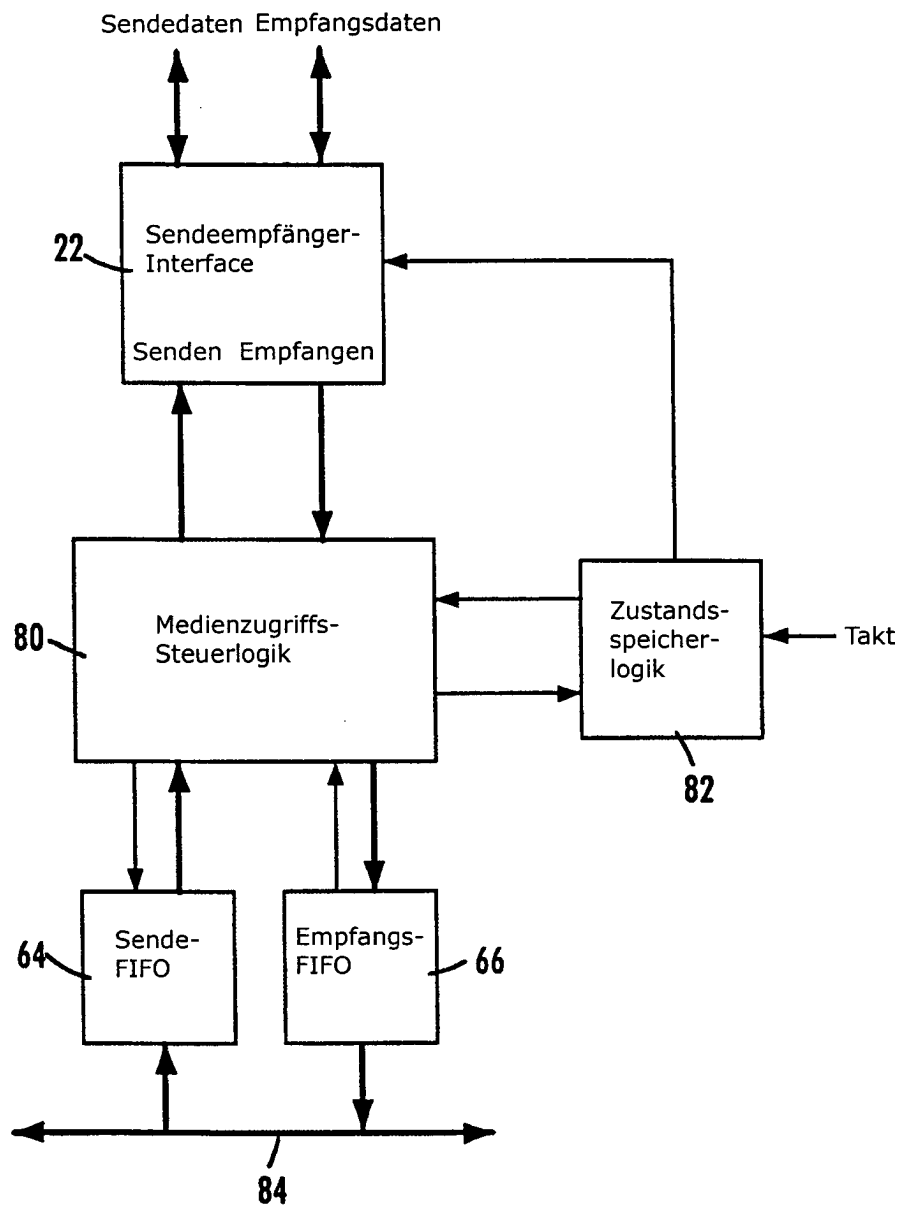 Sendedaten Empfangsdaten
22
Sendeempfänger-
Interface
Senden Empfangen
80
Medienzugriffs-
Steuerlogik
Zustands-
speicher-
logik
Takt
82
64
Sende-
FIFO
Empfangs-
FIFO
66
84